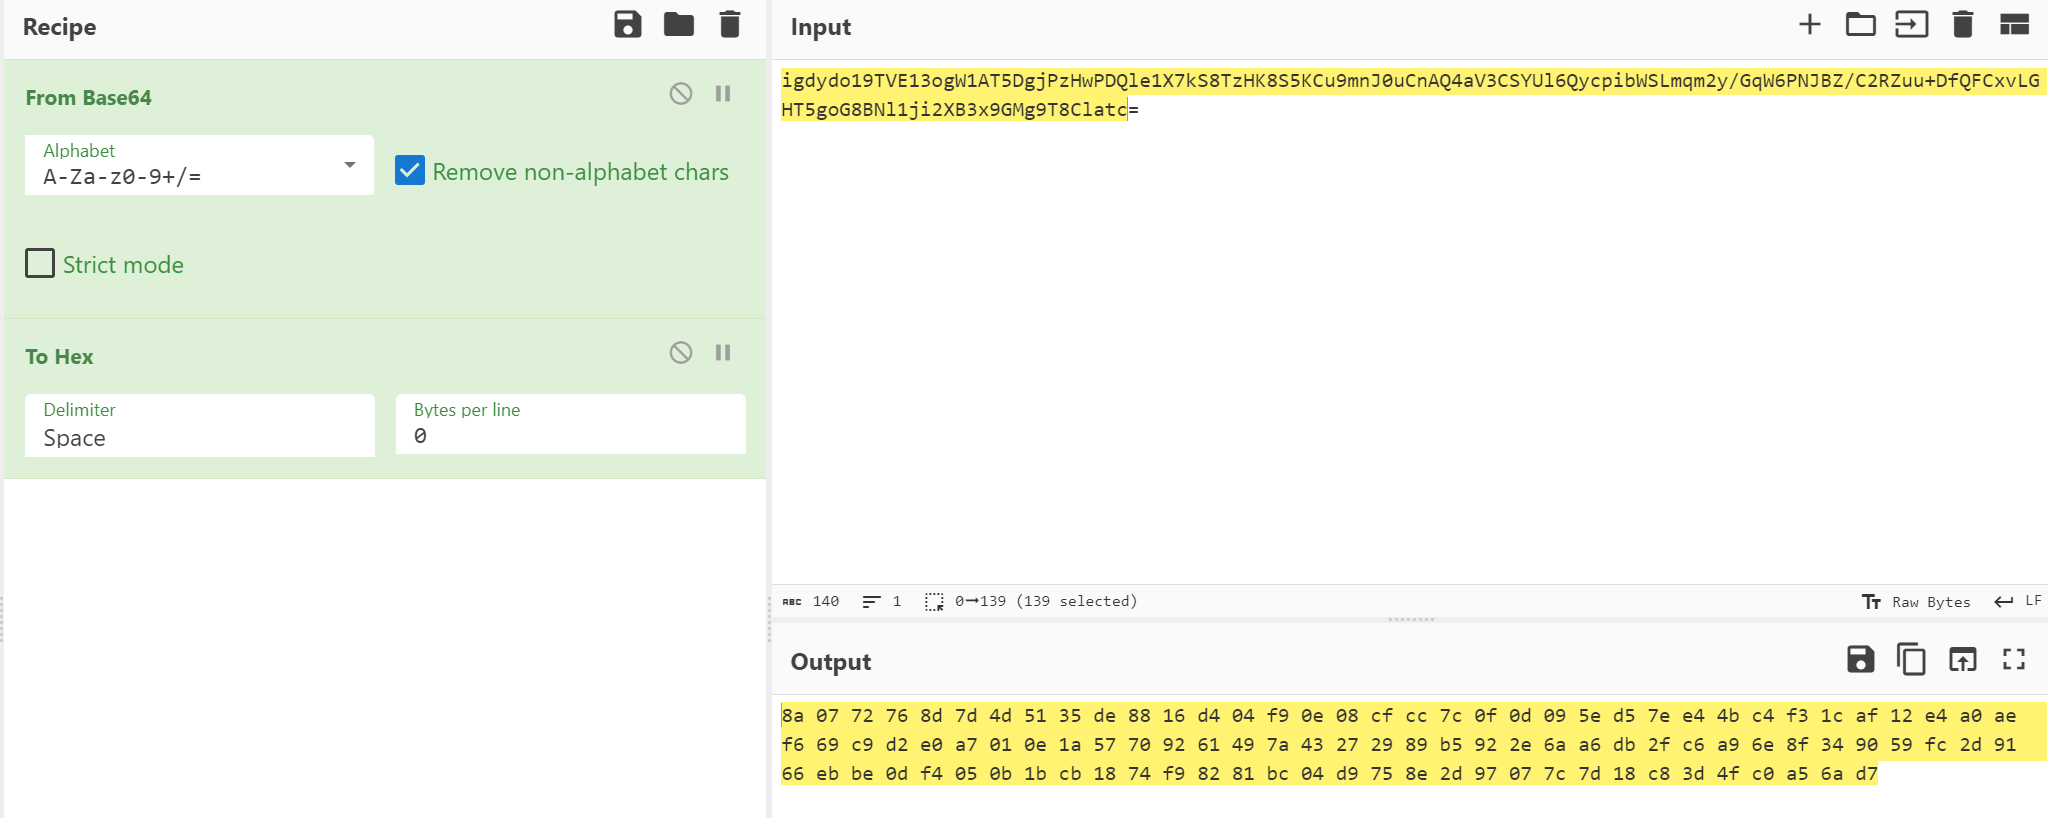 Recipe
From Base64
Alphabet
A-Za-z0-9+/=
Remove non-alphabet chars
Strict mode
To Hex
Delimiter
Space
Bytes per line
0
Input
igdydo19TVE13ogW1AT5DgjPzHwPDQle1X7kS8TzHK8S5KCu9mnJ0uCnAQ4aV3CSYUl6QycpibWSLmqm2y/GqW6PNJBZ/C2RZuu+DfQFCxvLG
HT5goG8BNl1ji2XB3x9GMg9T8Clatc=
ABC 140
1
0→139 (139 selected)
Tт Raw Bytes
LF
Output
8a 07 72 76 8d 7d 4d 51 35 de 88 16 d4 04 f9 0e 08 cf cc 7c 0f 0d 09 5e d5 7e e4 4b c4 f3 1c af 12 e4 a0 ae
f6 69 c9 d2 e0 a7 01 0e 1a 57 70 92 61 49 7a 43 27 29 89 b5 92 2e 6a a6 db 2f c6 a9 6e 8f 34 90 59 fc 2d 91
66 eb be 0d f4 05 0b 1b cb 18 74 f9 82 81 bc 04 d9 75 8e 2d 97 07 7c 7d 18 c8 3d 4f c0 a5 6a d7